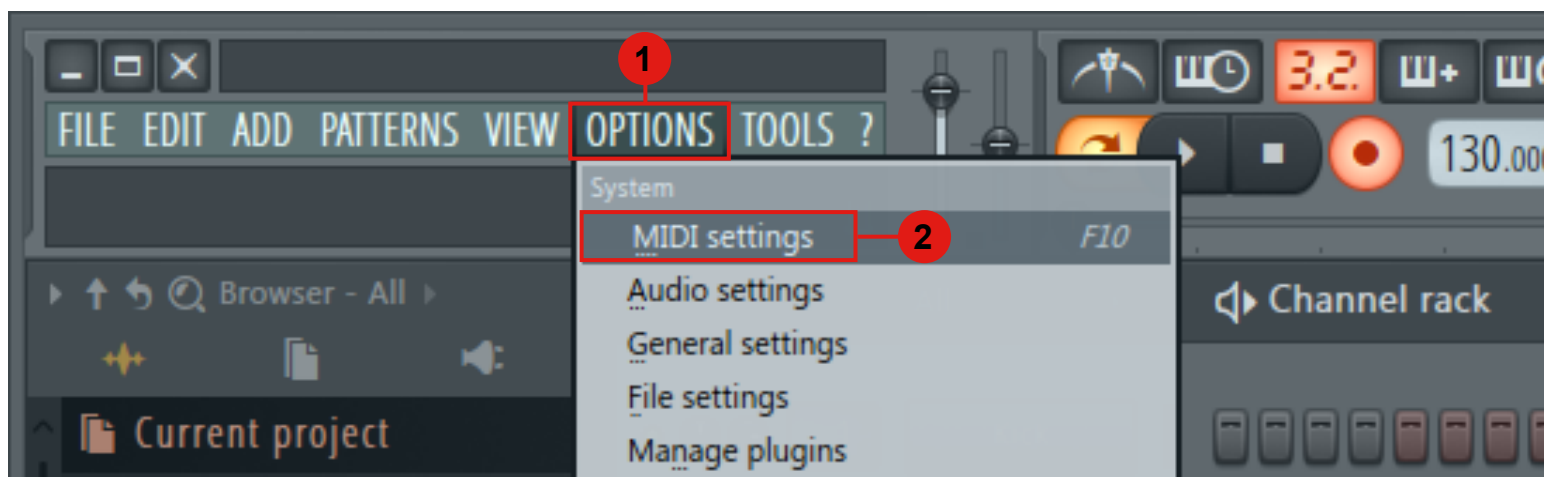 1
3.2.
FILE EDIT ADD PATTERNS VIEW OPTIONS TOOLS ?
130.000
System
MIDI settings 2 F10
Audio settings
Browser - All
Channel rack
General settings
File settings
Current project
Manage plugins